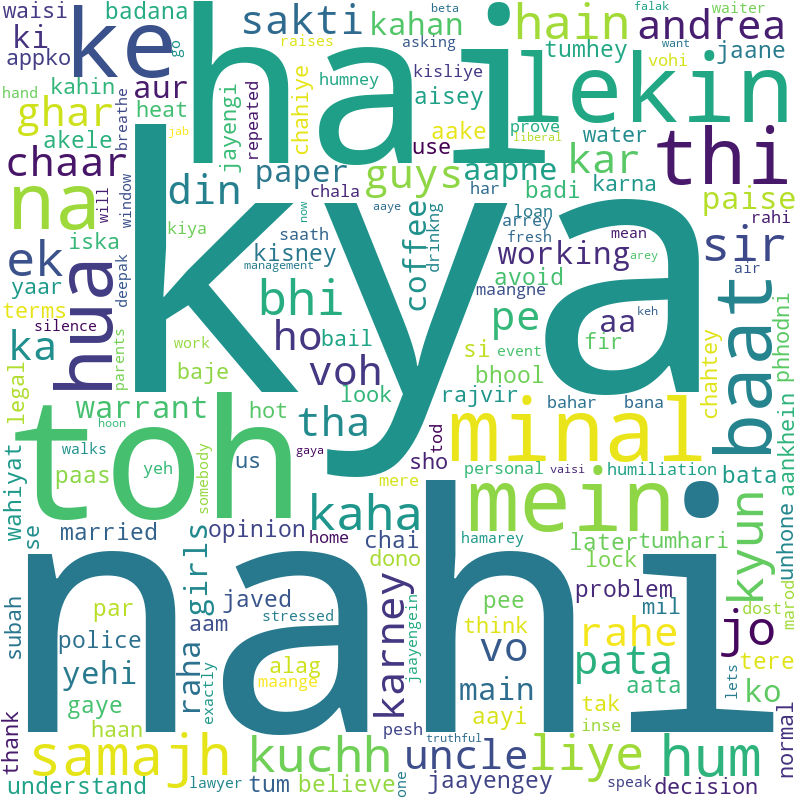 waisi
ke
hai
sakti
kahan
beta
falak
waiter
hain
andrea
ki
badana
go
raises
asking
want
vohi
tumhey
jaane
appko
kahin
aur
humney
kisliye
lekin
hand
ghar
heat
jayengi
repeated
chahiye
aisey
breathe
akele
jab
aake
prove
liberal
water
thi
chaar
use
kar
paper
guys
aapne
na
window
will
din
chala
har
badi
karna
paise
kya
now
aaye
coffee
drinkng
loan
arrey
mean
rahi
iska
kiya
saath
fresh
arey
air
ek
hua
yaar
deepak
kisney
management
working
sir
terms
bhi
maangne
avoid
silence
pe
aa
keh
baat
phhodni
ka
parents
work
ho
bail
voh
si
event
fir
legal
baje
look
rajvir
bhool
bahar
bana
chahtey
toh
warrant
hot
tha
minal
hoon
walks
gaya
tod
us
sho
personal
vaisi
humiliation
bata
aankhein
wahiyat
paas
yeh
somebody
mere
mein
kaha
unhone
se
married
opinion
home
chai
hamarey
later
tumhari
kyun
girls
dono
lock
nahi
subah
par
raha
javed
stressed
karney
jaayengein
pee
problem
mil
marod
dost
police
aam
think
rahe
jo
yehi
alag
maange
vo
pata
tere
gaye
exactly
main
aata
lets
ko
haan
aayi
tak
inse
thank
pesh
truthful
normal
samajh
kuchh
uncle
liye
hum
understand
lawyer
tum
believe
one
jaayengey
speak
decision